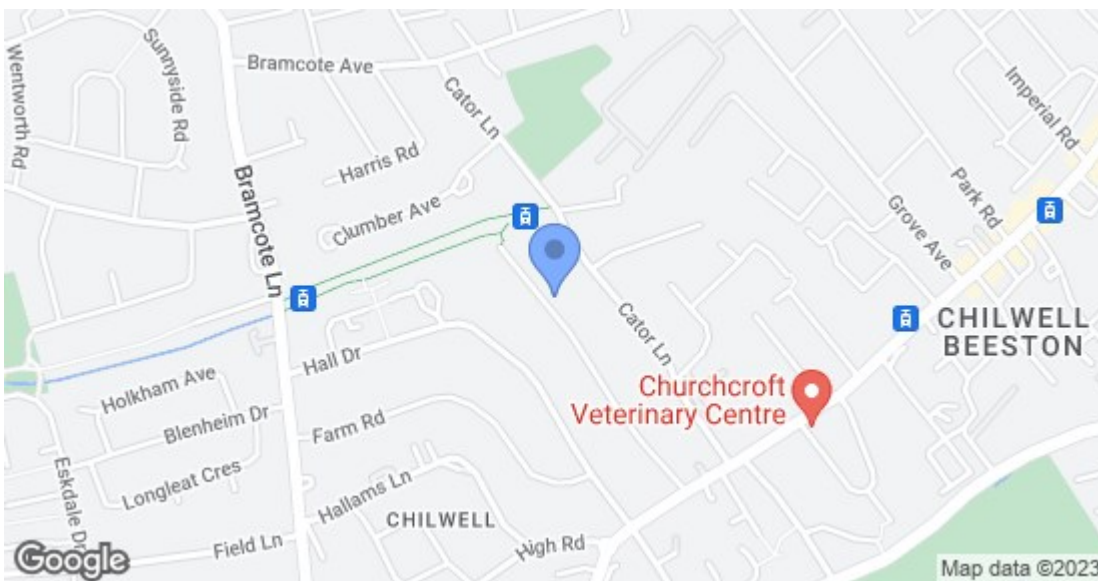 Wentworth Rd
Sunnyside Rd
Bramcote Ave
Cator Ln
Imperial Rd
Harris Rd
Park Rd
Bramcote Ln
Clumber Ave
Grove Ave
Cator Ln
CHILWELL
BEESTON
Hall Dr
Holkham Ave
Churchcroft
Veterinary Centre
Blenheim Dr
Farm Rd
Longleat Cres
Eskdale Dr
Hallams Ln
CHILWELL
Field Ln
High Rd
Google
Map data ©2023